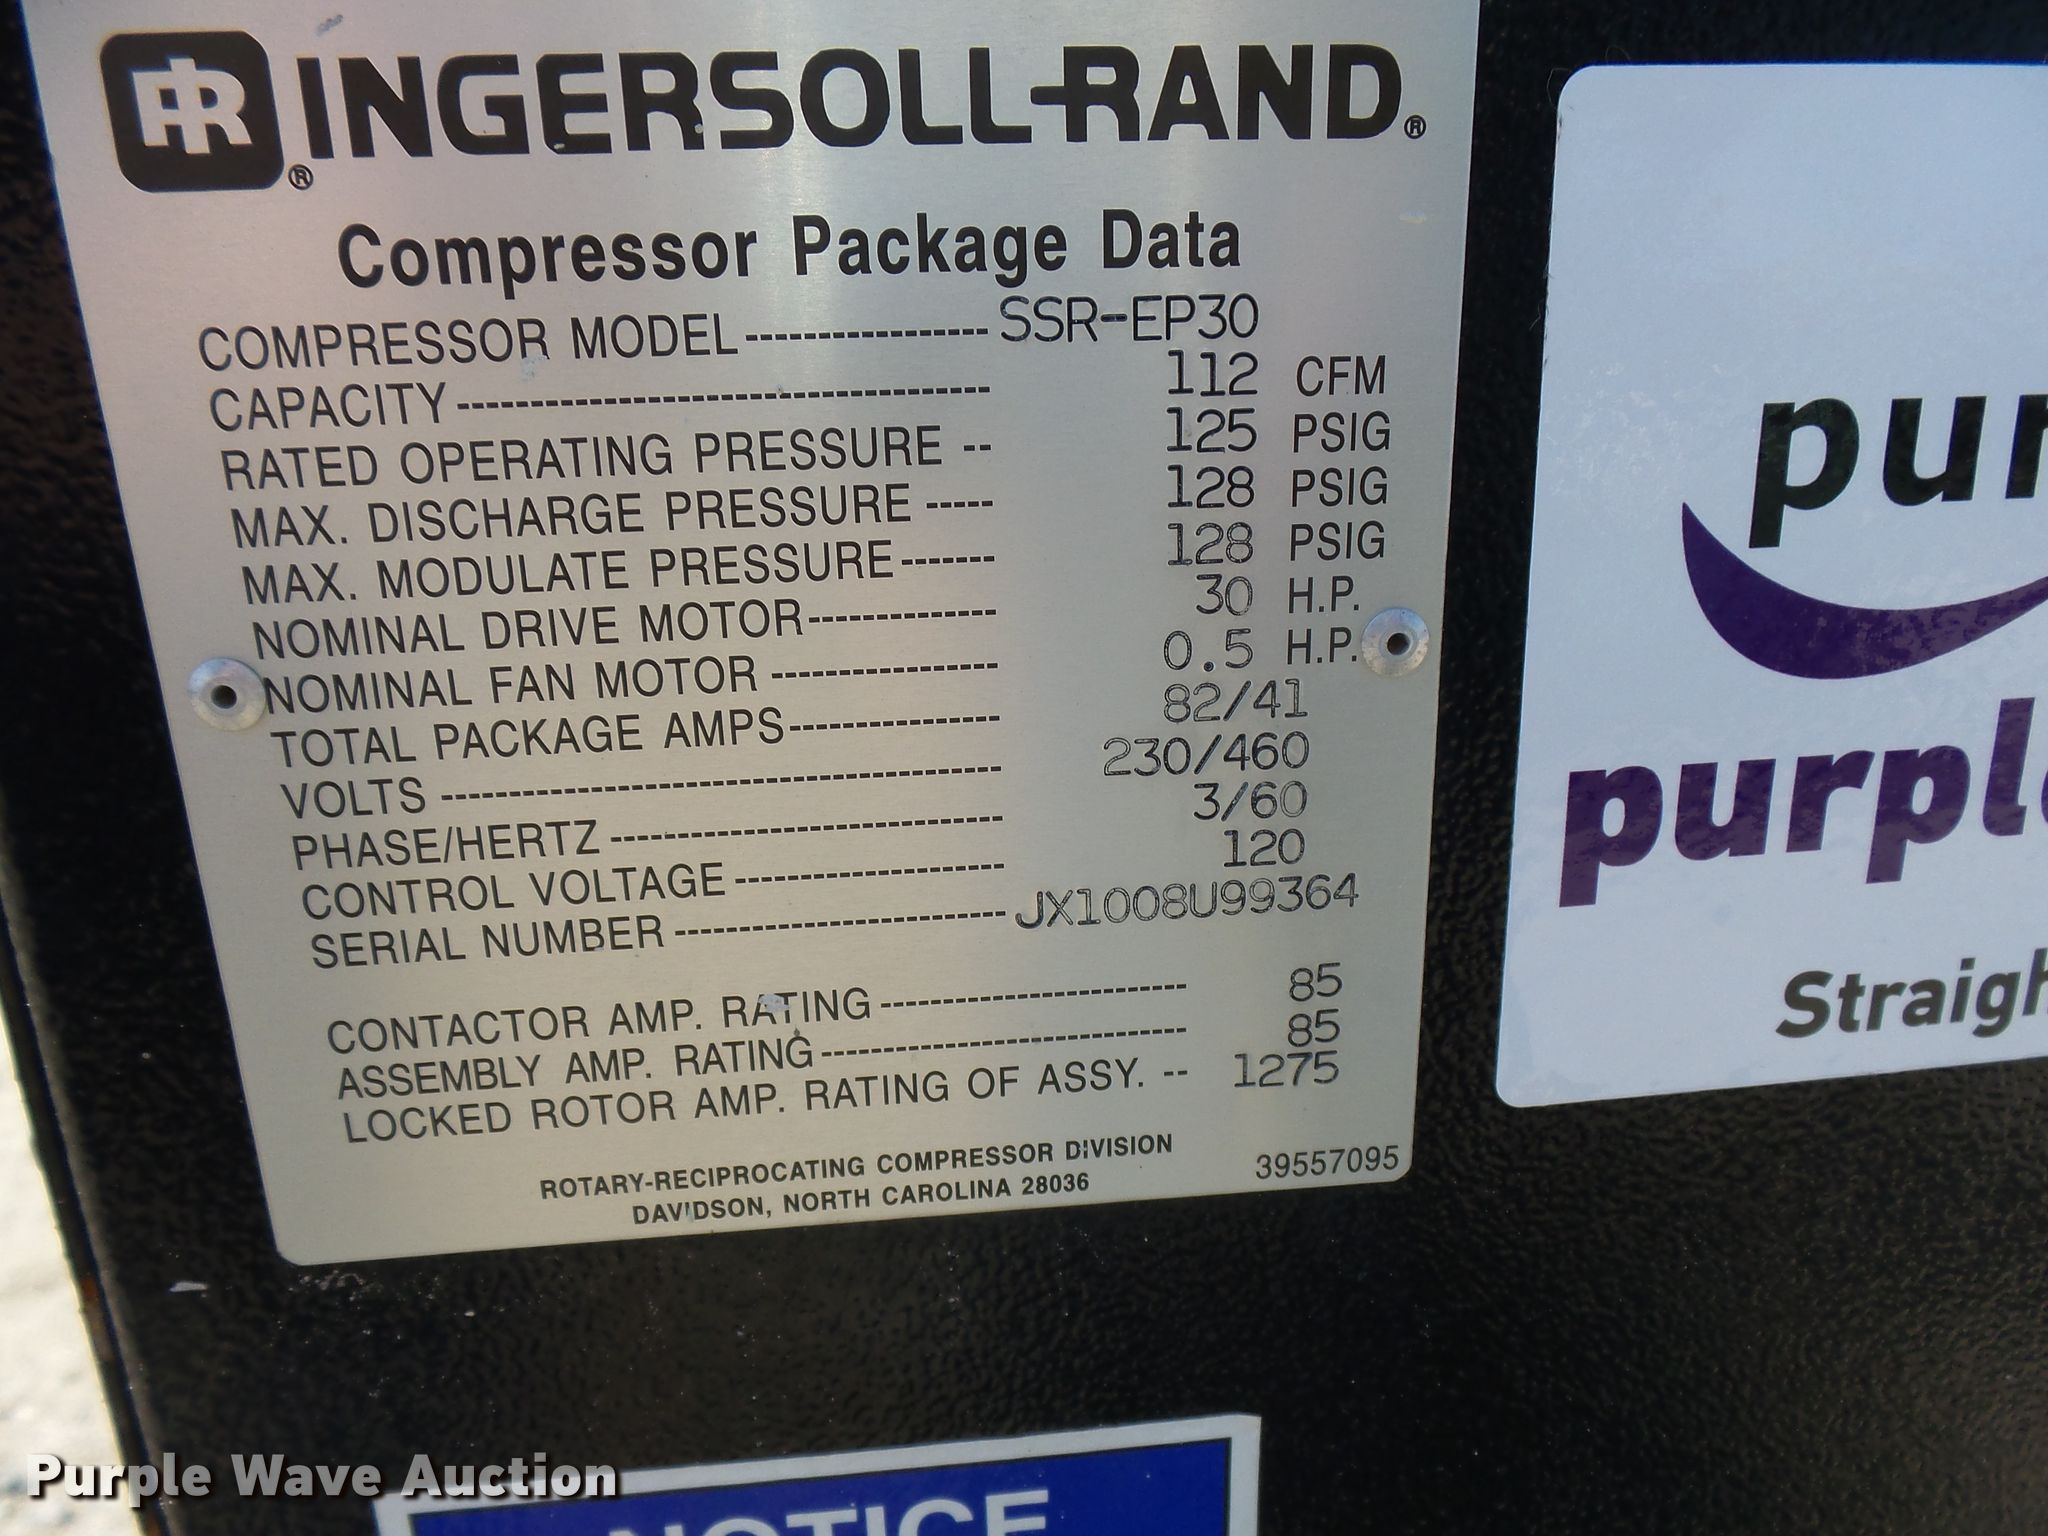 IR® INGERSOLL-RAND®
Compressor Package Data
COMPRESSOR MODEL---------------- SSR-EP30
CAPACITY------------------------------------ 112 CFM
RATED OPERATING PRESSURE -- 125 PSIG
MAX. DISCHARGE PRESSURE ----- 128 PSIG
MAX. MODULATE PRESSURE------- 128 PSIG
NOMINAL DRIVE MOTOR-------------- 30 H.P.
NOMINAL FAN MOTOR ----------------- 0.5 H.P.
TOTAL PACKAGE AMPS---------------- 82/41
VOLTS ------------------------------------------ 230/460
PHASE/HERTZ ----------------------------- 3/60
CONTROL VOLTAGE -------------------- 120
SERIAL NUMBER ------------------------- JX1008U99364
CONTACTOR AMP. RATING------------------------- 85
ASSEMBLY AMP. RATING------------------------------ 85
LOCKED ROTOR AMP. RATING OF ASSY. -- 1275
ROTARY-RECIPROCATING COMPRESSOR DIVISION
DAVIDSON, NORTH CAROLINA 28036
39557095
NOTICE
Purple Wave Auction